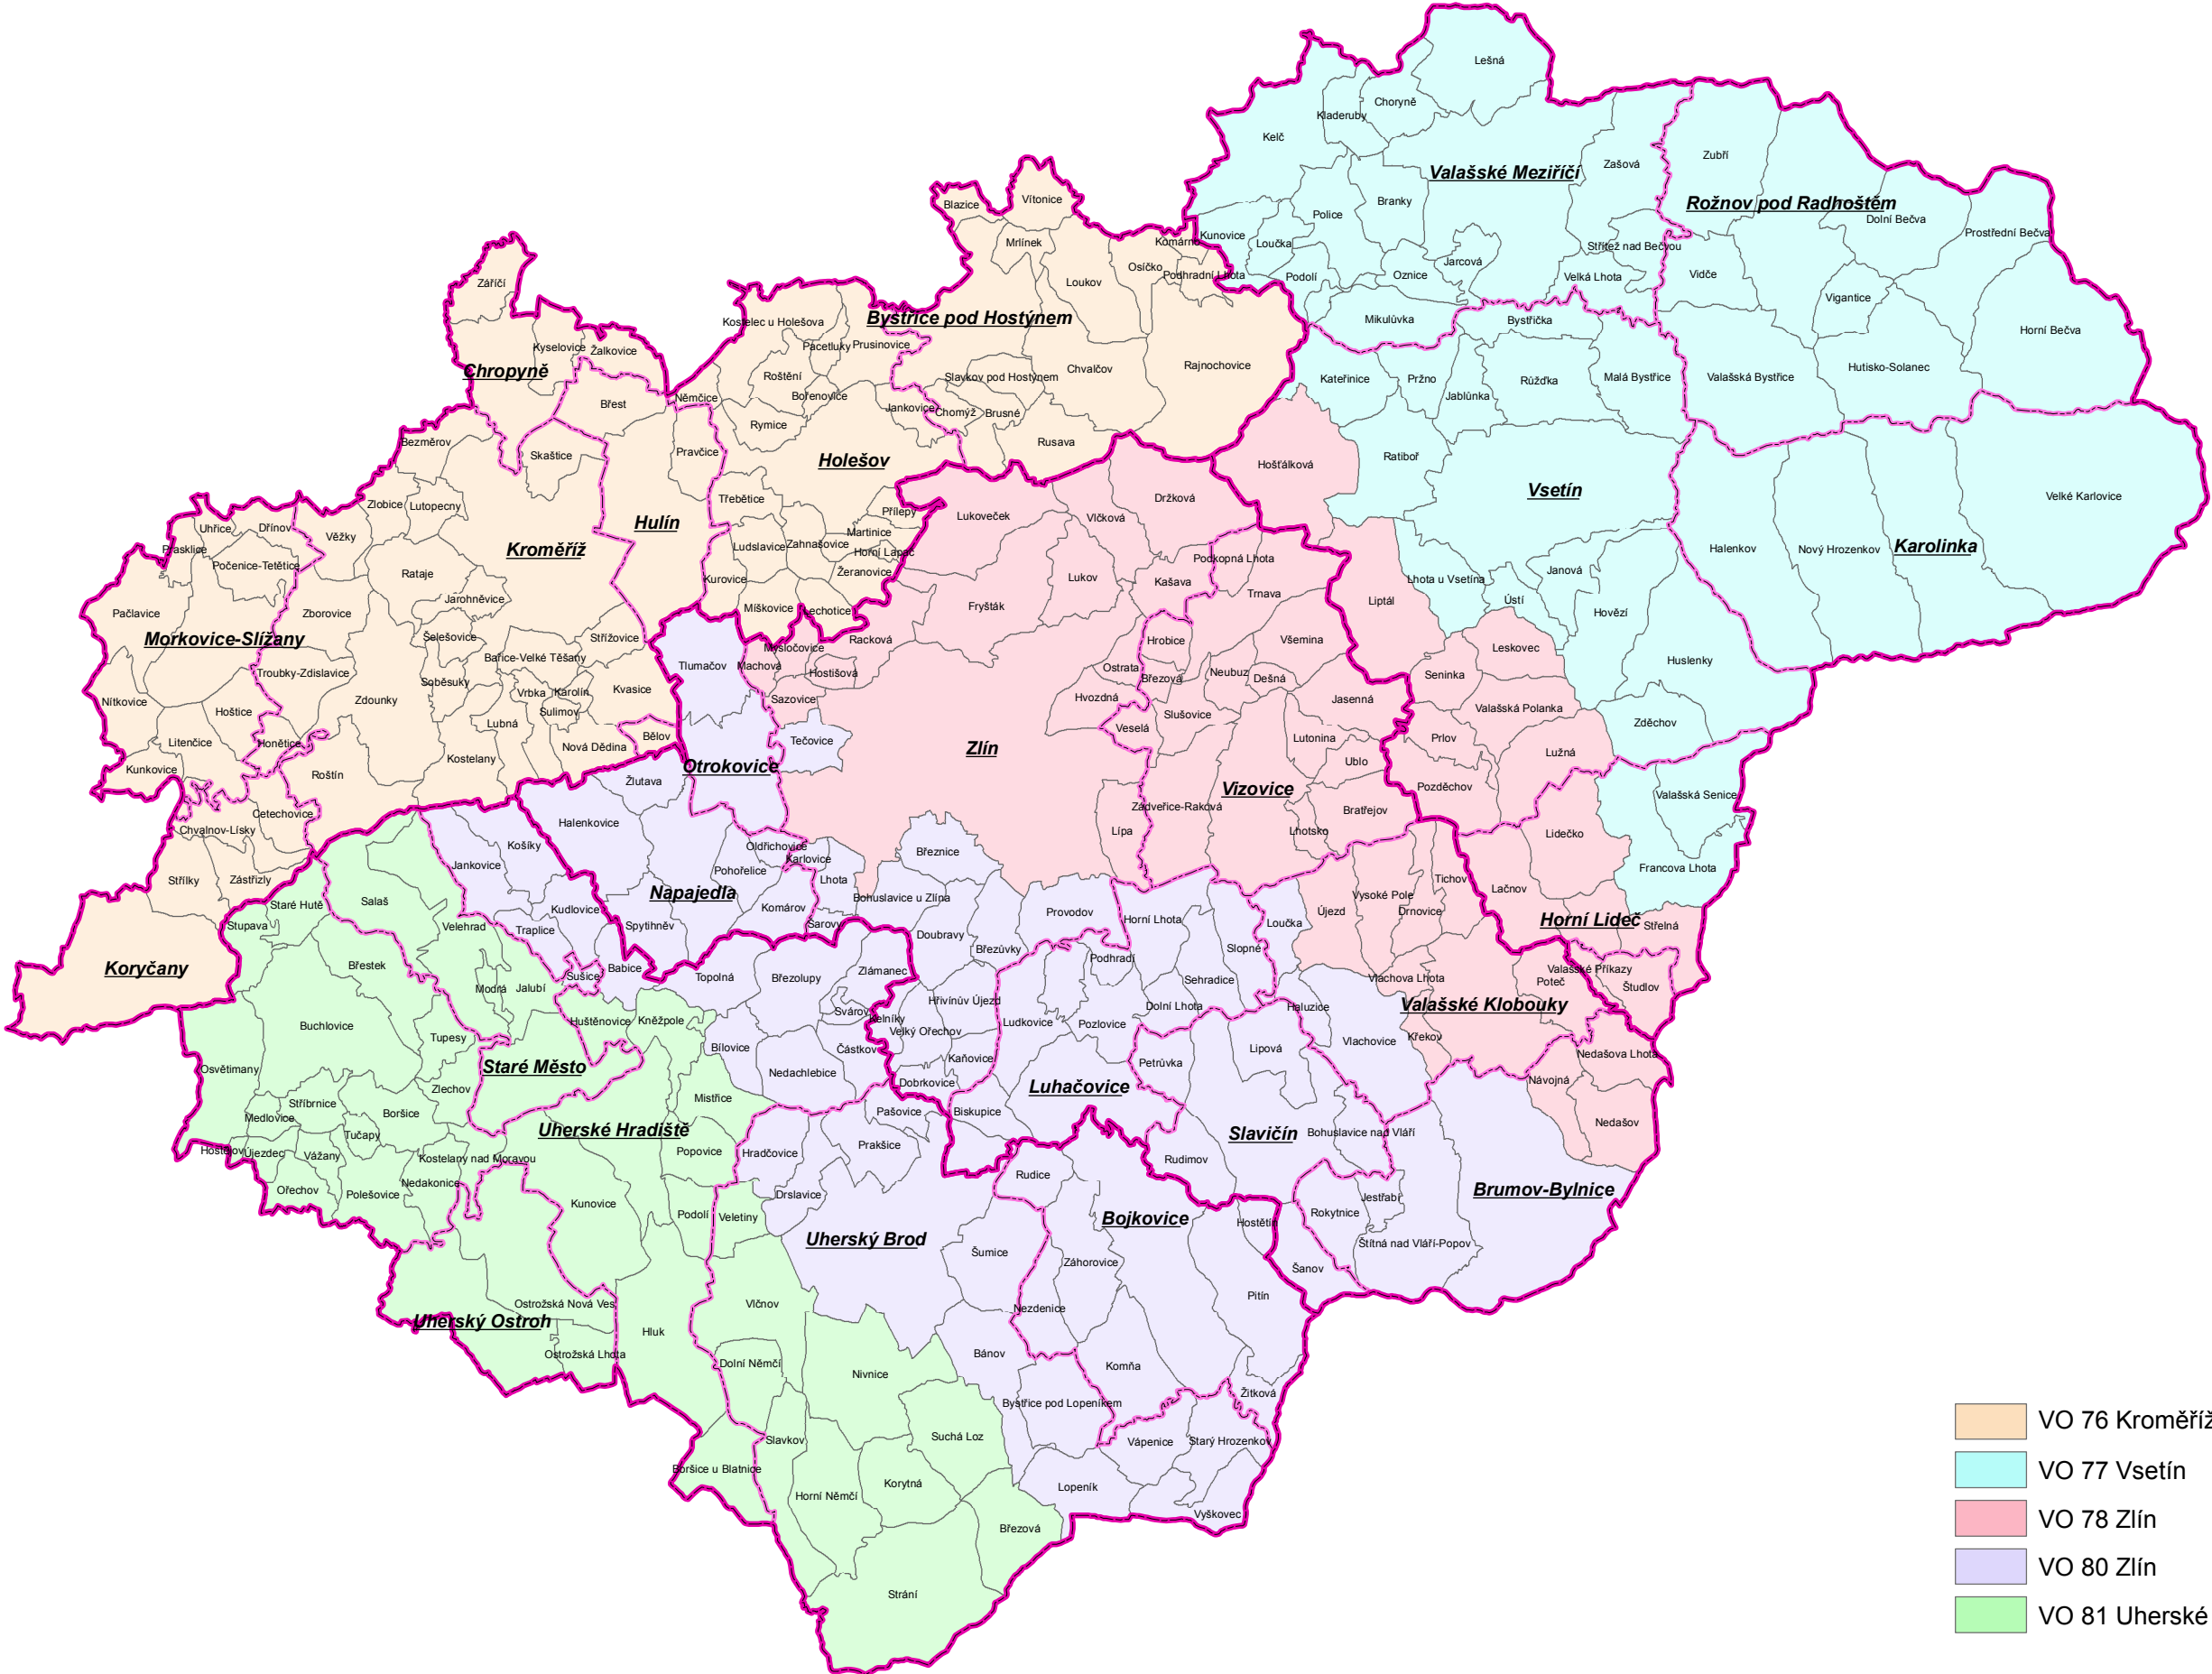 Lešná
Choryně
Kladeruby
Kelč
Zubří
Zašová
Valašské Meziříčí
Rožnov pod Radhoštěm
Vítonice
Blazice
Branky
Police
Dolní Bečva
Prostřední Bečva
Kunovice
Komárno
Mrlínek
Loučka
Střítež nad Bečvou
Jarcová
Osíčko
Podhradní Lhota
Oznice
Podolí
Velká Lhota
Vidče
Loukov
Záříčí
Vigantice
Bystřice pod Hostýnem
Kostelec u Holešova
Mikulůvka
Bystřička
Horní Bečva
Pacetluky
Prusinovice
Kyselovice
Žalkovice
Chropyně
Roštění
Slavkov pod Hostýnem
Chvalčov
Rajnochovice
Kateřinice
Pržno
Růžďka
Malá Bystřice
Valašská Bystřice
Hutisko-Solanec
Bořenovice
Jablůnka
Němčice
Břest
Jankovice
Chomýž
Brusné
Rymice
Bezměrov
Rusava
Pravčice
Skaštice
Holešov
Ratiboř
Hošťálková
Vsetín
Velké Karlovice
Třebětice
Držková
Zlobice
Lutopecny
Přílepy
Lukoveček
Vlčková
Uhřice
Dřínov
Hulín
Martinice
Věžky
Kroměříž
Ludslavice
Zahnašovice
Horní Lapač
Prasklice
Halenkov
Nový Hrozenkov
Karolinka
Podkopná Lhota
Počenice-Tetětice
Rataje
Žeranovice
Kurovice
Lukov
Kašava
Lhota u Vsetína
Janová
Trnava
Jarohněvice
Ústí
Liptál
Pačlavice
Zborovice
Míškovice
Lechotice
Fryšták
Hovězí
Morkovice-Slížany
Šelešovice
Střížovice
Racková
Hrobice
Všemina
Mysločovice
Leskovec
Bařice-Velké Těšany
Tlumačov
Machová
Ostrata
Huslenky
Troubky-Zdislavice
Hostišová
Neubuz
Dešná
Seninka
Březová
Soběsuky
Vrbka
Karolín
Kvasice
Nítkovice
Zdounky
Sazovice
Hvozdná
Jasenná
Hoštice
Sulimov
Slušovice
Valašská Polanka
Lubná
Zděchov
Veselá
Bělov
Lutonina
Prlov
Litenčice
Honětice
Nová Dědina
Tečovice
Zlín
Lužná
Kostelany
Ublo
Otrokovice
Kunkovice
Roštín
Žlutava
Pozděchov
Vizovice
Valašská Senice
Zádveřice-Raková
Bratřejov
Cetechovice
Halenkovice
Chvalnov-Lísky
Lhotsko
Lípa
Lidečko
Košíky
Oldřichovice
Březnice
Karlovice
Jankovice
Pohořelice
Francova Lhota
Střílky
Zástřizly
Lhota
Tichov
Lačnov
Napajedla
Bohuslavice u Zlína
Vysoké Pole
Salaš
Staré Hutě
Kudlovice
Komárov
Provodov
Újezd
Drnovice
Horní Lhota
Horní Lideč
Stupava
Velehrad
Traplice
Spytihněv
Šarovy
Loučka
Střelná
Doubravy
Březůvky
Slopné
Podhradí
Koryčany
Břestek
Babice
Sušice
Topolná
Březolupy
Zlámanec
Valašské Příkazy
Vlachova Lhota
Sehradice
Poteč
Študlov
Modrá
Jalubí
Hřivínův Újezd
Valašské Klobouky
Dolní Lhota
Haluzice
Svárov
Kelníky
Buchlovice
Huštěnovice
Kněžpole
Ludkovice
Pozlovice
Velký Ořechov
Tupesy
Křekov
Vlachovice
Bílovice
Částkov
Lipová
Kaňovice
Petrůvka
Nedašova Lhota
Osvětimany
Staré Město
Nedachlebice
Návojná
Zlechov
Dobrkovice
Luhačovice
Mistřice
Stříbrnice
Boršice
Pašovice
Biskupice
Medlovice
Nedašov
Uherské Hradiště
Tučapy
Slavičín
Bohuslavice nad Vláří
Prakšice
Hostějov
Újezdec
Vážany
Kostelany nad Moravou
Popovice
Hradčovice
Rudimov
Rudice
Nedakonice
Ořechov
Polešovice
Drslavice
Brumov-Bylnice
Jestřabí
Kunovice
Podolí
Veletiny
Rokytnice
Bojkovice
Hostětín
Uherský Brod
Šumice
Štítná nad Vláří-Popov
Záhorovice
Šanov
Pitín
Ostrožská Nová Ves
Vlčnov
Nezdenice
Uherský Ostroh
Hluk
Ostrožská Lhota
Bánov
Dolní Němčí
Komňa
Nivnice
Žitková
Bystřice pod Lopeníkem
VO 76 Kroměříž
Suchá Loz
Slavkov
Vápenice
Starý Hrozenkov
Boršice u Blatnice
VO 77 Vsetín
Korytná
Lopeník
Horní Němčí
Vyškovec
VO 78 Zlín
Březová
VO 80 Zlín
Strání
VO 81 Uherské